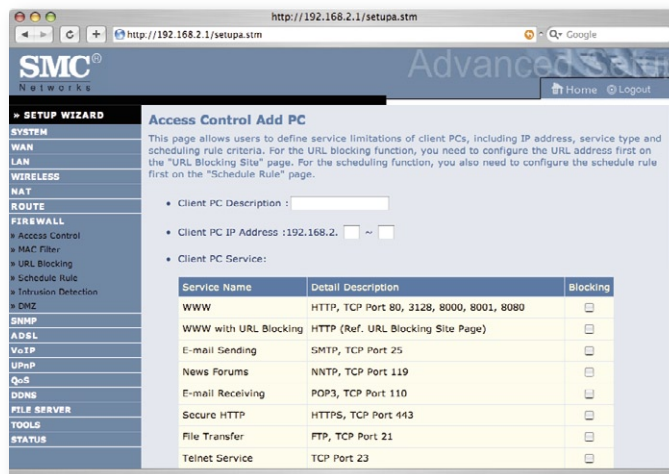 http://192.168.2.1/setupa.stm
http://192.168.2.1/setupa.stm
Google
SMC®
Networks
Advanced Setup
Home Logout
» SETUP WIZARD
SYSTEM
WAN
LAN
WIRELESS
NAT
ROUTE
FIREWALL
» Access Control
» MAC Filter
» URL Blocking
» Schedule Rule
» Intrusion Detection
» DMZ
SNMP
ADSL
VoIP
UPnP
QoS
DDNS
FILE SERVER
TOOLS
STATUS
Access Control Add PC
This page allows users to define service limitations of client PCs, including IP address, service type and
scheduling rule criteria. For the URL blocking function, you need to configure the URL address first on
the "URL Blocking Site" page. For the scheduling function, you also need to configure the schedule rule
first on the "Schedule Rule" page.
• Client PC Description :
• Client PC IP Address :192.168.2. ~
• Client PC Service:
Service Name Detail Description Blocking
WWW HTTP, TCP Port 80, 3128, 8000, 8001, 8080
WWW with URL Blocking HTTP (Ref. URL Blocking Site Page)
E-mail Sending SMTP, TCP Port 25
News Forums NNTP, TCP Port 119
E-mail Receiving POP3, TCP Port 110
Secure HTTP HTTPS, TCP Port 443
File Transfer FTP, TCP Port 21
Telnet Service TCP Port 23